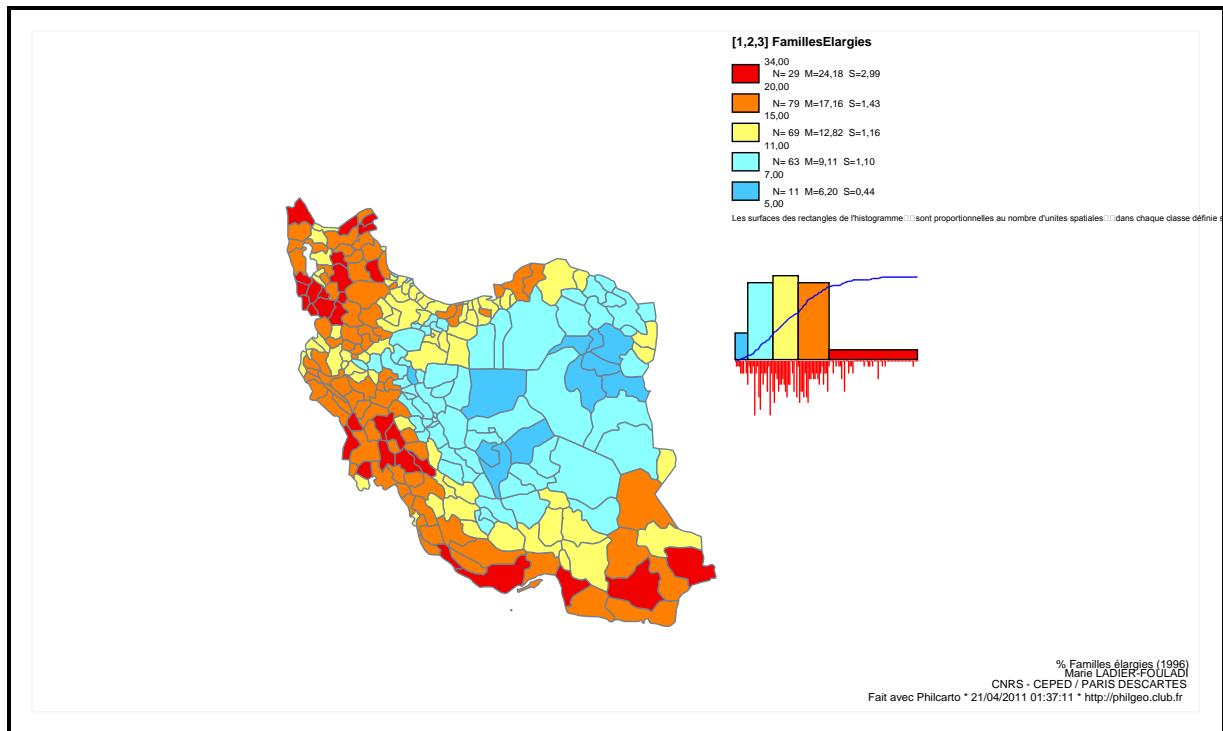 [1,2,3] FamillesElargies
34,00
N= 29 M=24,18 S=2,99
20,00
N= 79 M=17,16 S=1,43
15,00
N= 69 M=12,82 S=1,16
11,00
N= 63 M=9,11 S=1,10
7,00
N= 11 M=6,20 S=0,44
5,00
Les surfaces des rectangles de l'histogramme□□sont proportionnelles au nombre d'unites spatiales□□dans chaque classe définie s
% Familles élargies (1996)
Marie LADIER-FOULADI
CNRS - CEPED / PARIS DESCARTES
Fait avec Philcarto * 21/04/2011 01:37:11 * http://philgeo.club.fr